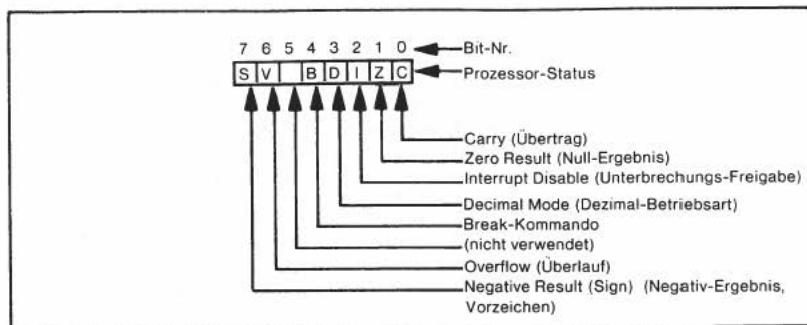 7 6 5 4 3 2 1 0 Bit-Nr.
S V B D I Z C Prozessor-Status
Carry (Übertrag)
Zero Result (Null-Ergebnis)
Interrupt Disable (Unterbrechungs-Freigabe)
Decimal Mode (Dezimal-Betriebsart)
Break-Kommando
(nicht verwendet)
Overflow (Überlauf)
Negative Result (Sign) (Negativ-Ergebnis,
Vorzeichen)